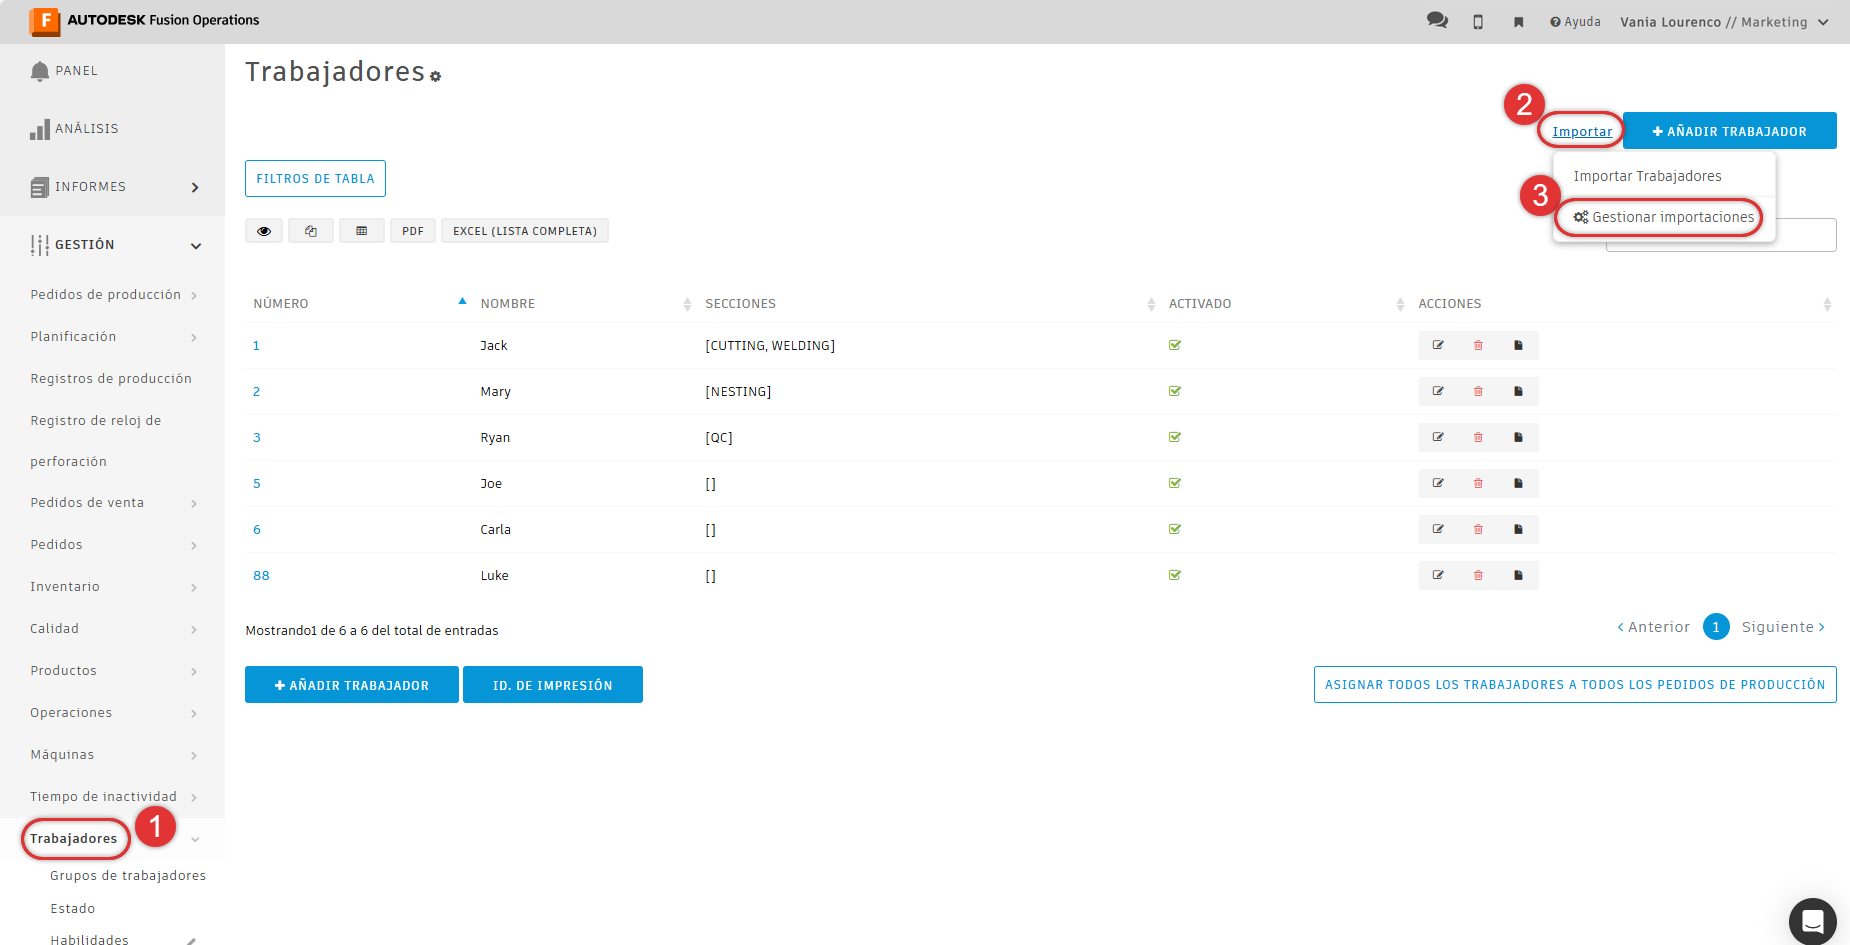 F AUTODESK Fusion Operations
Ayuda
Vania Lourenco // Marketing
PANEL
ANÁLISIS
INFORMES
GESTIÓN
Pedidos de producción
Planificación
Registros de producción
Registro de reloj de
perforación
Pedidos de venta
Pedidos
Inventario
Calidad
Productos
Operaciones
Máquinas
Tiempo de inactividad
Trabajadores
1
Grupos de trabajadores
Estado
Habilidades
Trabajadores
2
Importar
+ AÑADIR TRABAJADOR
Importar Trabajadores
3
Gestionar importaciones
FILTROS DE TABLA
PDF
EXCEL (LISTA COMPLETA)
NÚMERO NOMBRE SECCIONES ACTIVADO ACCIONES
1 Jack [CUTTING, WELDING]
2 Mary [NESTING]
3 Ryan [QC]
5 Joe []
6 Carla []
88 Luke []
Mostrando1 de 6 a 6 del total de entradas
‹ Anterior 1 Siguiente ›
+ AÑADIR TRABAJADOR
ID. DE IMPRESIÓN
ASIGNAR TODOS LOS TRABAJADORES A TODOS LOS PEDIDOS DE PRODUCCIÓN